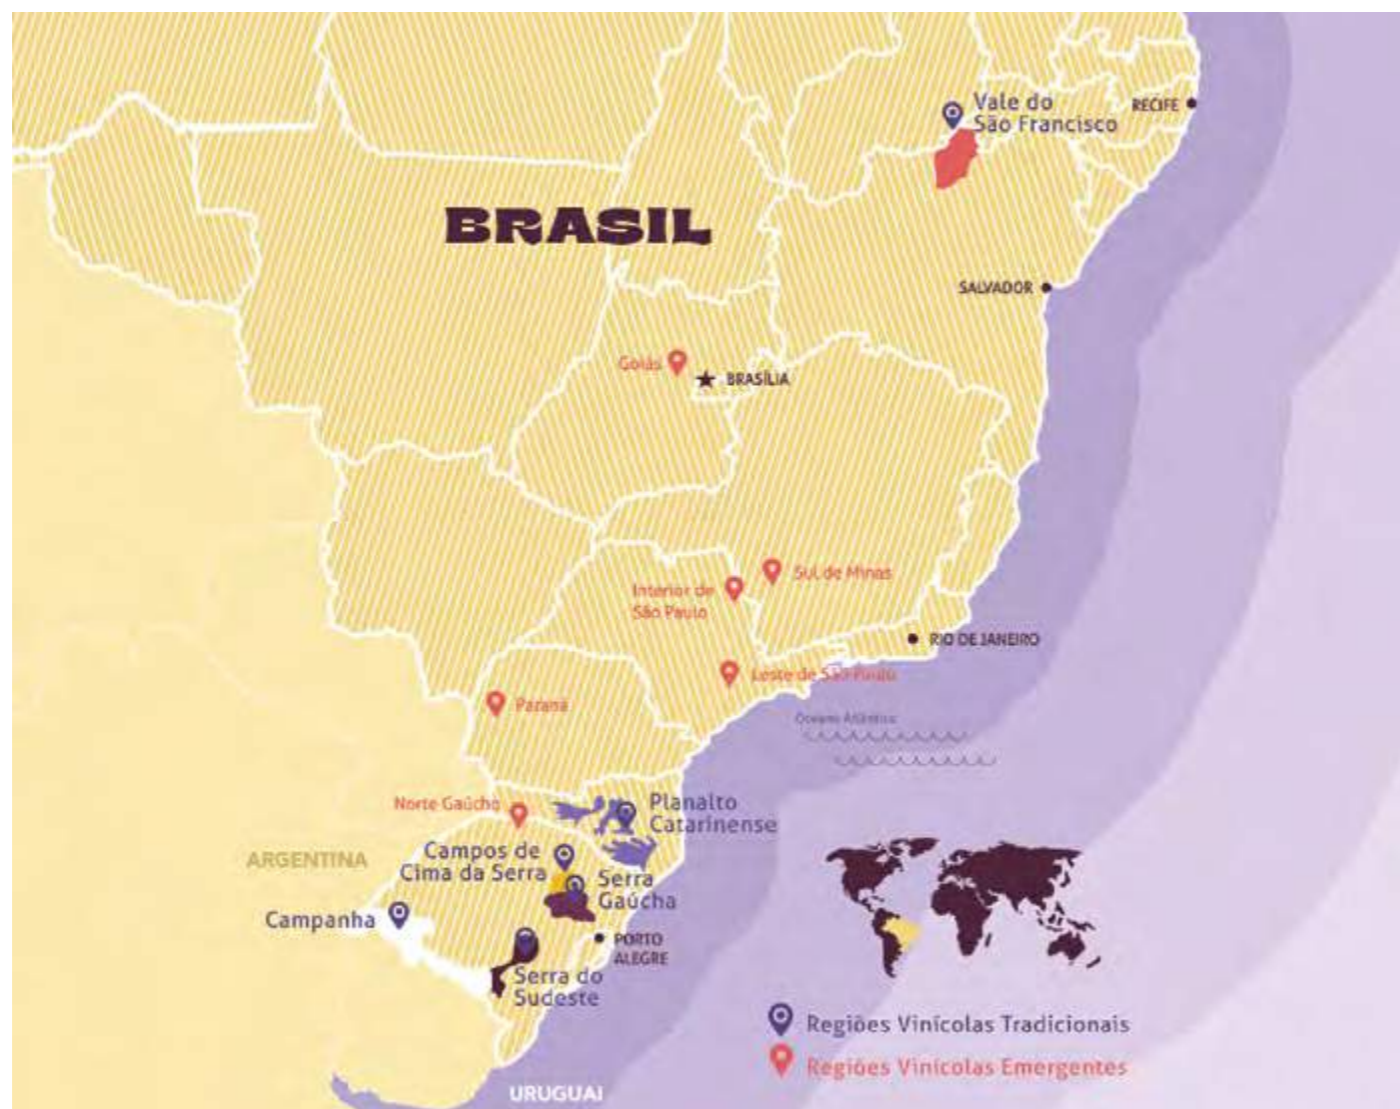 Vale do
São Francisco
RECIFE
BRASIL
SALVADOR
Goiás
BRASÍLIA
Sul de Minas
Interior de
São Paulo
RIO DE JANEIRO
Leste de São Paulo
Paraná
Oceano Atlântico
Norte Gaúcho
Planalto
Catarinense
ARGENTINA
Campos de
Cima da Serra
Serra
Gaúcha
Campanha
PORTO
ALEGRE
Serra do
Sudeste
Regiões Vinícolas Tradicionais
Regiões Vinícolas Emergentes
URUGUAI